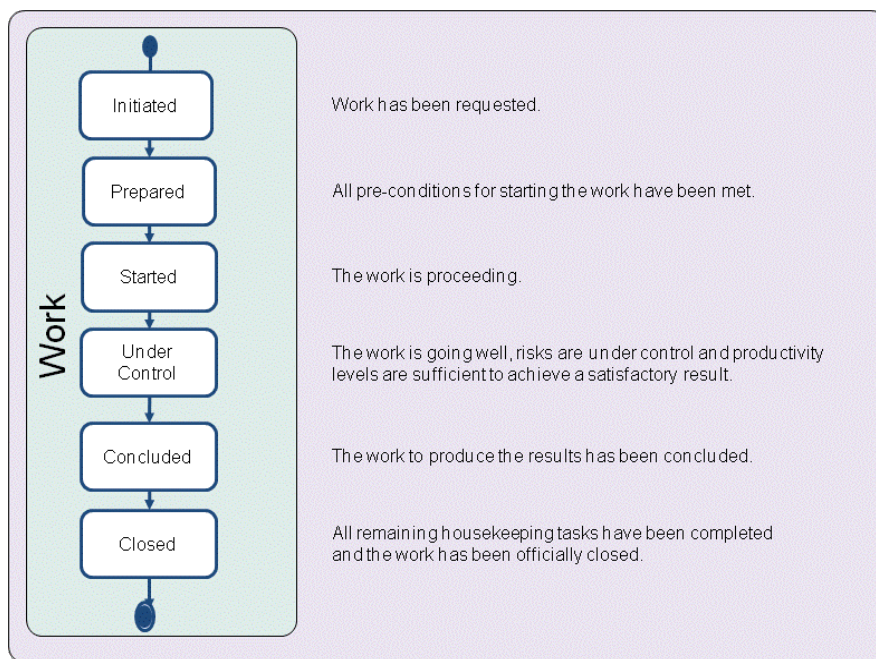 Work
Initiated
Work has been requested.
Prepared
All pre-conditions for starting the work have been met.
Started
The work is proceeding.
Under
Control
The work is going well, risks are under control and productivity
levels are sufficient to achieve a satisfactory result.
Concluded
The work to produce the results has been concluded.
Closed
All remaining housekeeping tasks have been completed
and the work has been officially closed.